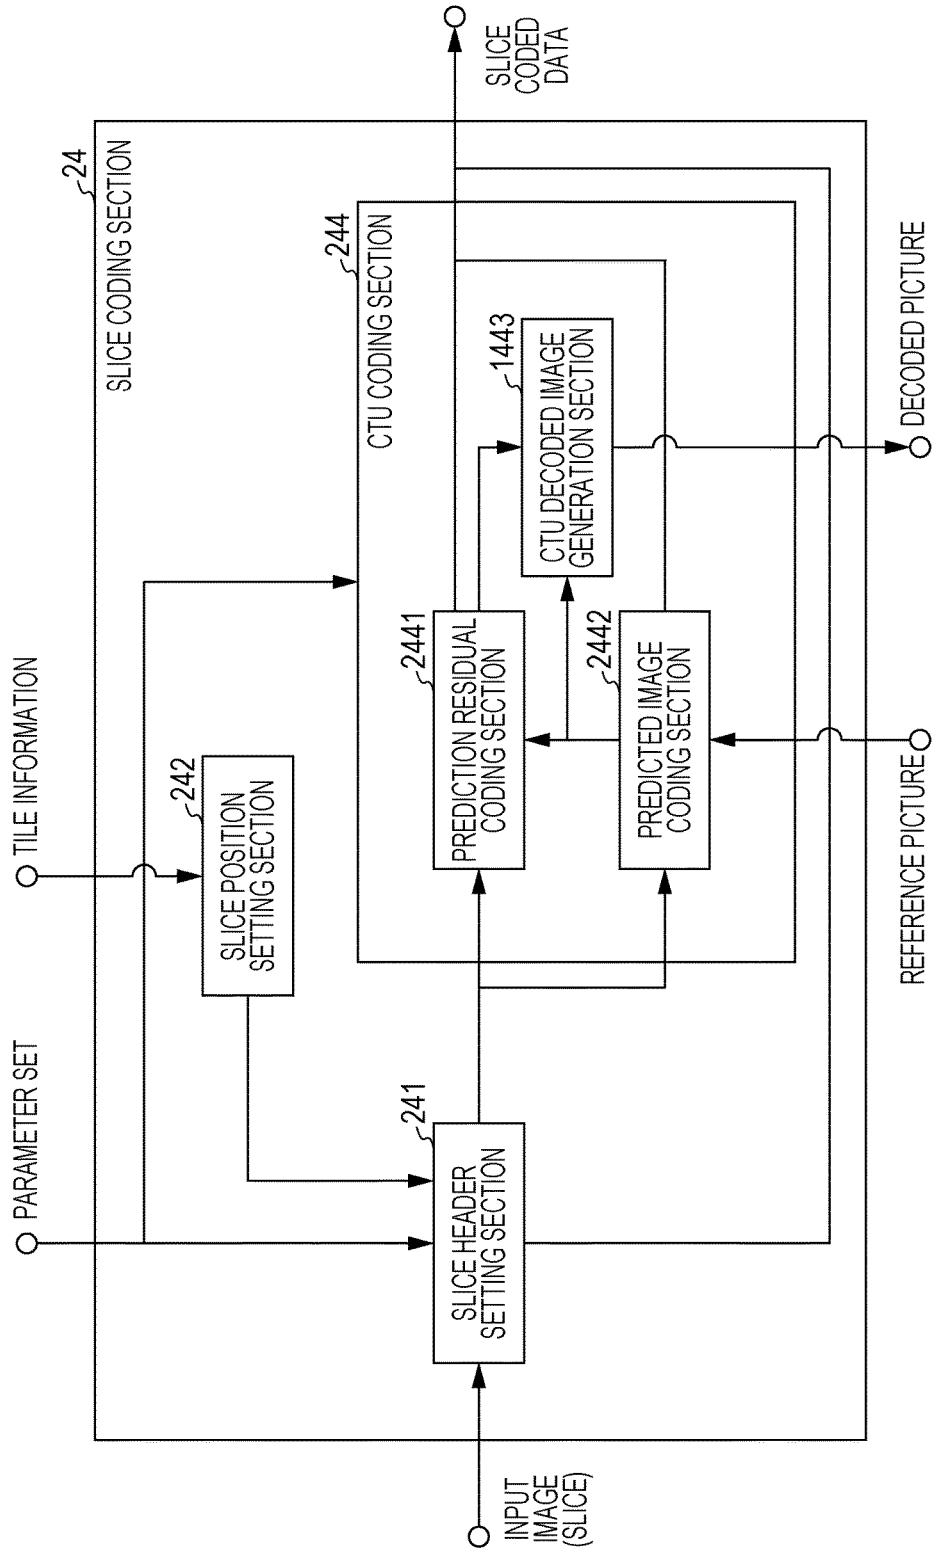 PARAMETER SET
TILE INFORMATION
24
SLICE CODING SECTION
242
SLICE POSITION
SETTING SECTION
244
CTU CODING SECTION
241
SLICE HEADER
SETTING SECTION
2441
PREDICTION RESIDUAL
CODING SECTION
1443
CTU DECODED IMAGE
GENERATION SECTION
2442
PREDICTED IMAGE
CODING SECTION
INPUT
IMAGE
(SLICE)
SLICE
CODED
DATA
REFERENCE PICTURE
DECODED PICTURE